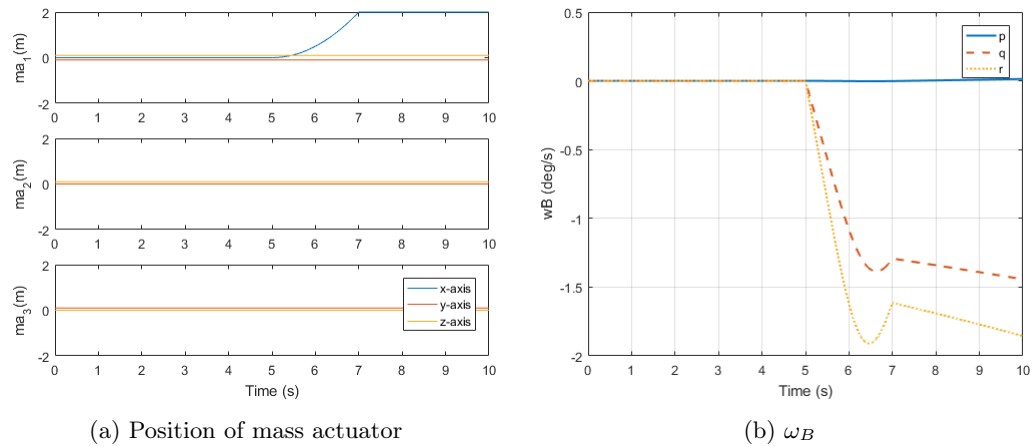 2
0
-2
ma1(m)
0 1 2 3 4 5 6 7 8 9 10
2
0
-2
ma2(m)
0 1 2 3 4 5 6 7 8 9 10
2
0
-2
ma3(m)
x-axis
y-axis
z-axis
0 1 2 3 4 5 6 7 8 9 10
Time (s)
(a) Position of mass actuator
0.5
0
-0.5
-1
-1.5
-2
wB (deg/s)
p
q
r
0 1 2 3 4 5 6 7 8 9 10
Time (s)
(b) ωB